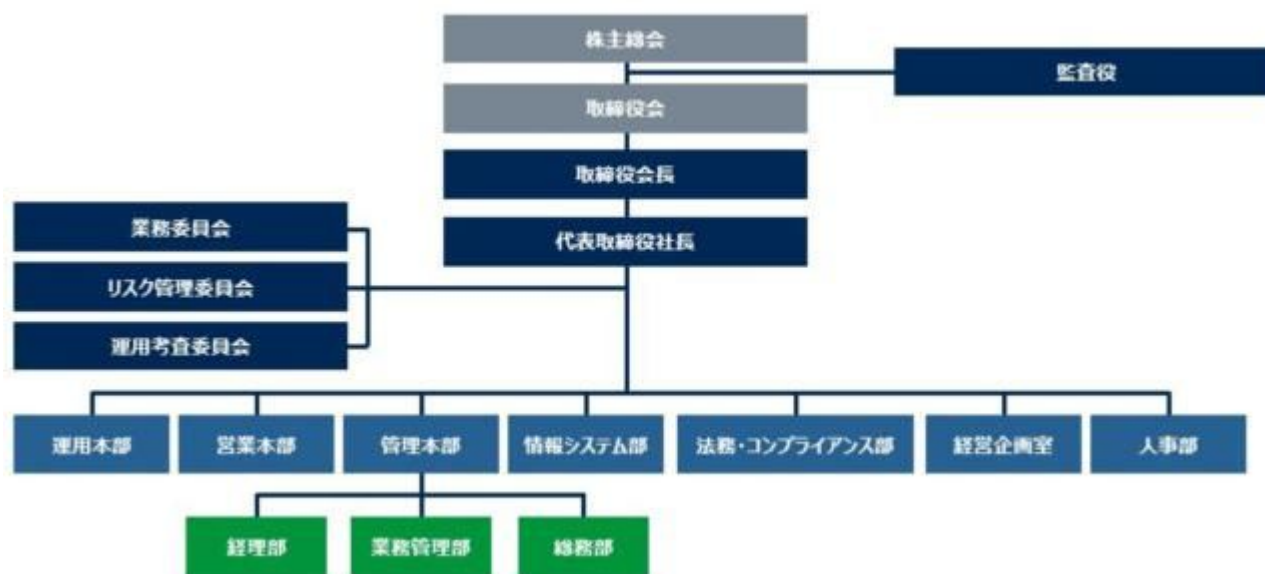 株主総会
監査役
取締役会
取締役会長
代表取締役社長
業務委員会
リスク管理委員会
運用考査委員会
運用本部
営業本部
管理本部
情報システム部
法務・コンプライアンス部
経営企画室
人事部
経理部
業務管理部
総務部